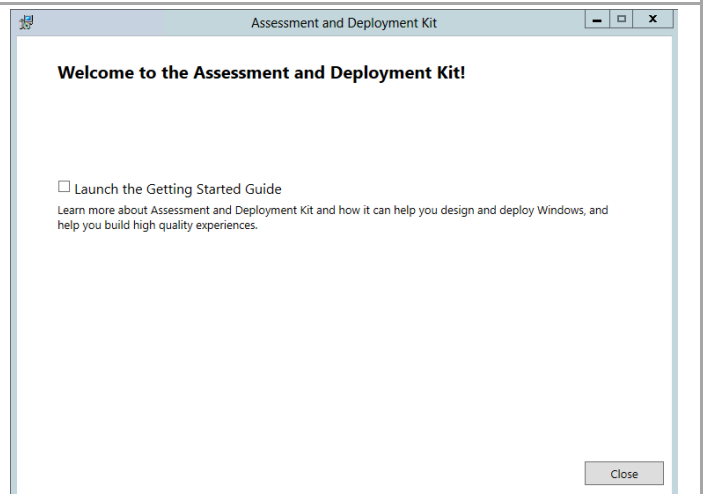 Assessment and Deployment Kit
Welcome to the Assessment and Deployment Kit!
Launch the Getting Started Guide
Learn more about Assessment and Deployment Kit and how it can help you design and deploy Windows, and
help you build high quality experiences.
Close